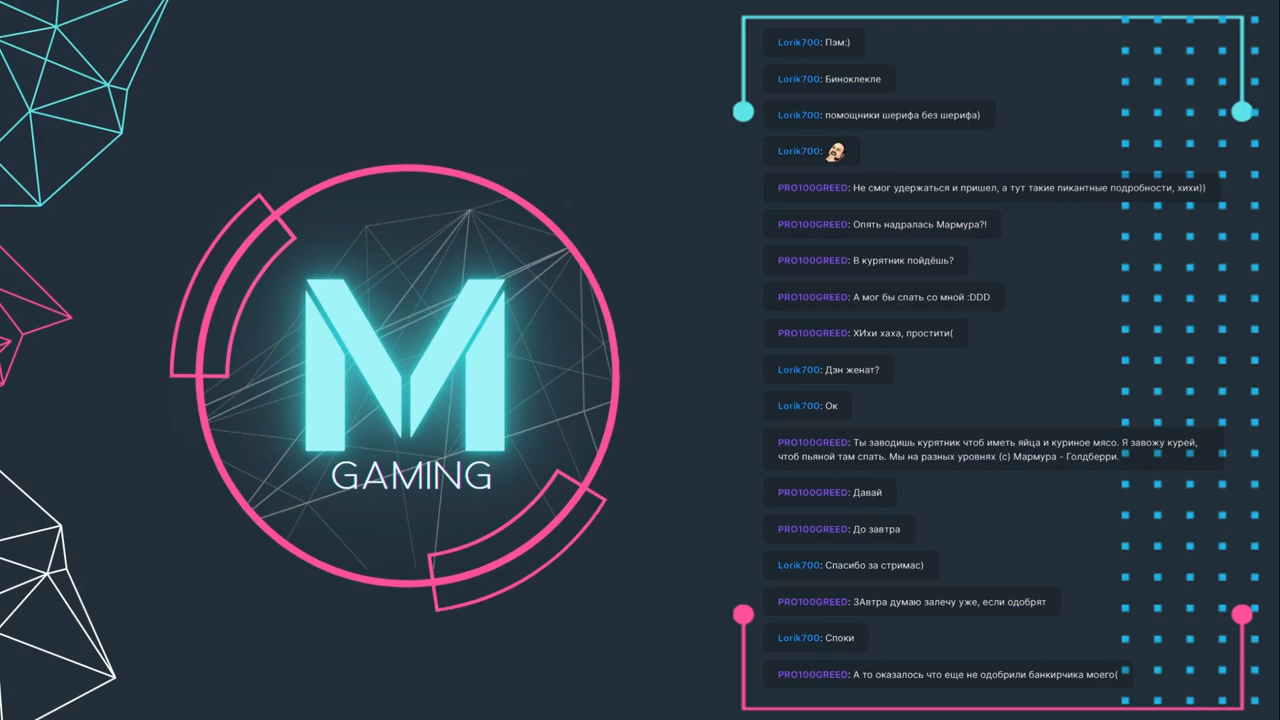 M
GAMING
Lorik700: Пэм:)
Lorik700: Биноклекле
Lorik700: помощники шерифа без шерифа)
Lorik700:
PRO100GREED: Не смог удержаться и пришел, а тут такие пикантные подробности, хихи))
PRO100GREED: Опять надралась Мармура?!
PRO100GREED: В курятник пойдёшь?
PRO100GREED: А мог бы спать со мной :DDD
PRO100GREED: ХИхи хаха, простити(
Lorik700: Дэн женат?
Lorik700: Ок
PRO100GREED: Ты заводишь курятник чтоб иметь яйца и куриное мясо. Я завожу курей,
чтоб пьяной там спать. Мы на разных уровнях (с) Мармура - Голдберри.
PRO100GREED: Давай
PRO100GREED: До завтра
Lorik700: Спасибо за стримас)
PRO100GREED: ЗАвтра думаю залечу уже, если одобрят
Lorik700: Споки
PRO100GREED: А то оказалось что еще не одобрили банкирчика моего(